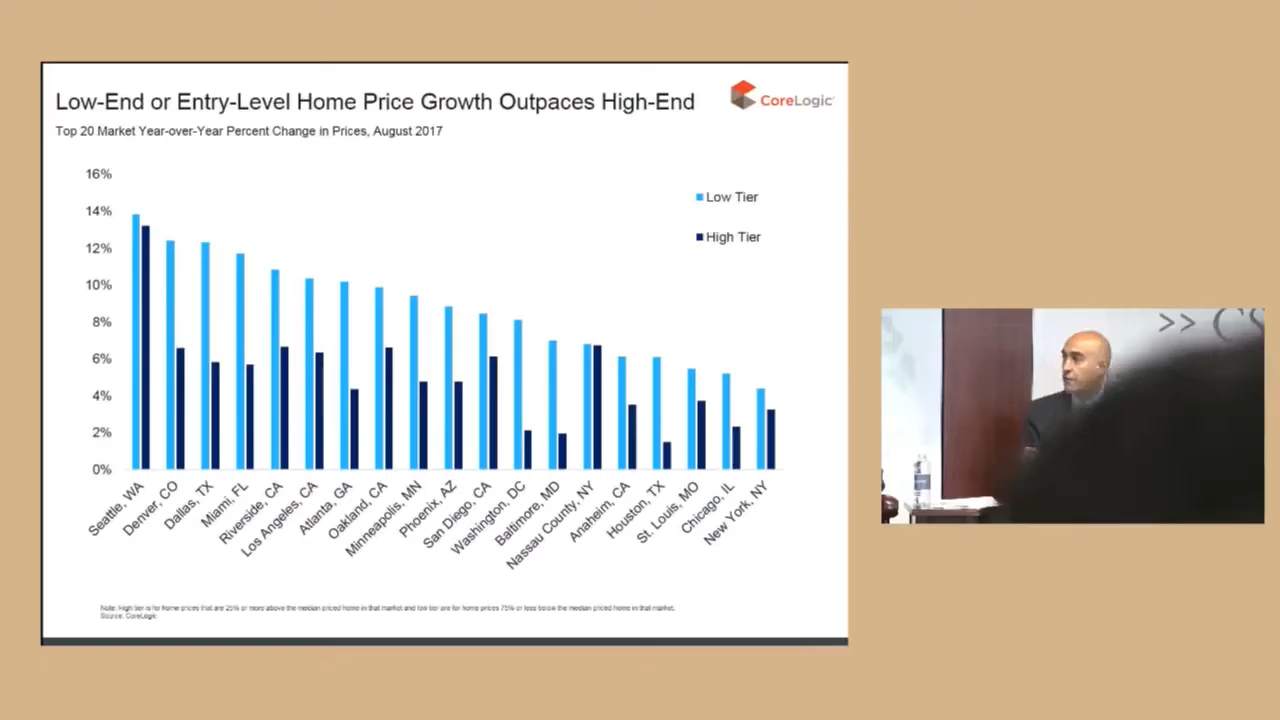 Low-End or Entry-Level Home Price Growth Outpaces High-End
CoreLogic
Top 20 Market Year-over-Year Percent Change in Prices, August 2017
16%
14%
12%
10%
8%
6%
4%
2%
0%
Low Tier
High Tier
Seattle, WA
Denver, CO
Dallas, TX
Miami, FL
Riverside, CA
Los Angeles, CA
Atlanta, GA
Oakland, CA
Minneapolis, MN
Phoenix, AZ
San Diego, CA
Washington, DC
Baltimore, MD
Nassau County, NY
Anaheim, CA
Houston, TX
St. Louis, MO
Chicago, IL
New York, NY
Note: High tier is for home prices that are 25% or more above the median priced home in that market and low tier are for home prices 75% or less below the median priced home in that market.
Source: CoreLogic
>> CS